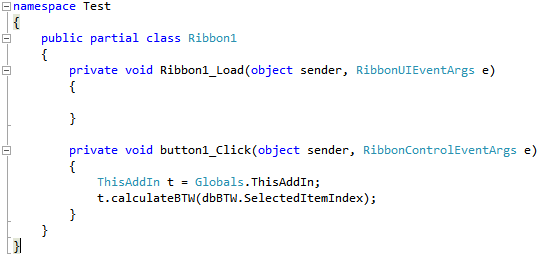 namespace Test
{
    public partial class Ribbon1
    {
        private void Ribbon1_Load(object sender, RibbonUIEventArgs e)
        {

        }

        private void button1_Click(object sender, RibbonControlEventArgs e)
        {
            ThisAddIn t = Globals.ThisAddIn;
            t.calculateBTW(dbBTW.SelectedItemIndex);
        }
    }
}